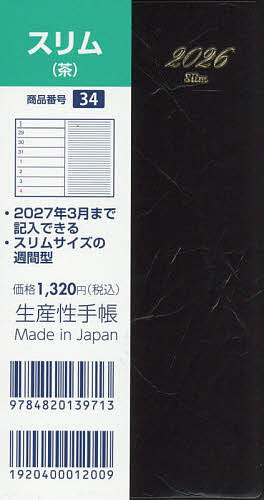 スリム
(茶)
商品番号 34
29
30
31
1
2
3
4
・2027年3月まで
記入できる
・スリムサイズの
週間型
価格1,320円(税込)
生産性手帳
Made in Japan
9784820139713
1920400012009
2026
Slim